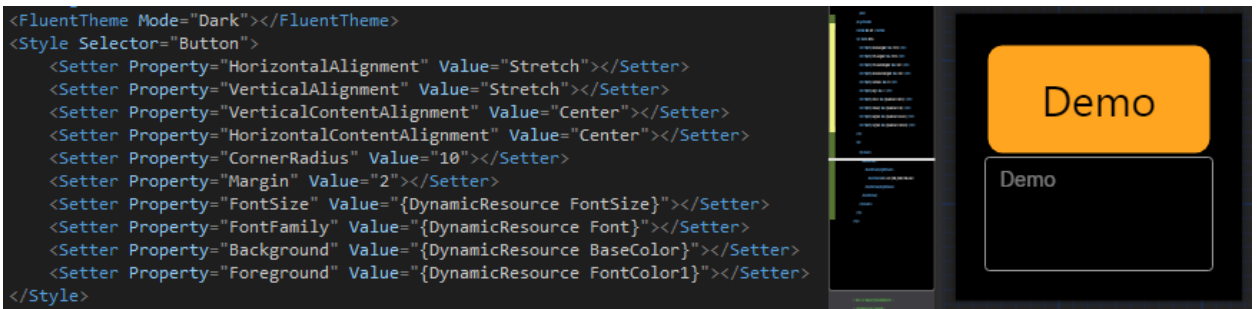 <FluentTheme Mode="Dark"></FluentTheme>
<Style Selector="Button">
<Setter Property="HorizontalAlignment" Value="Stretch"></Setter>
<Setter Property="VerticalAlignment" Value="Stretch"></Setter>
<Setter Property="VerticalContentAlignment" Value="Center"></Setter>
<Setter Property="HorizontalContentAlignment" Value="Center"></Setter>
<Setter Property="CornerRadius" Value="10"></Setter>
<Setter Property="Margin" Value="2"></Setter>
<Setter Property="FontSize" Value="{DynamicResource FontSize}"></Setter>
<Setter Property="FontFamily" Value="{DynamicResource Font}"></Setter>
<Setter Property="Background" Value="{DynamicResource BaseColor}"></Setter>
<Setter Property="Foreground" Value="{DynamicResource FontColor1}"></Setter>
</Style>
Demo
Demo